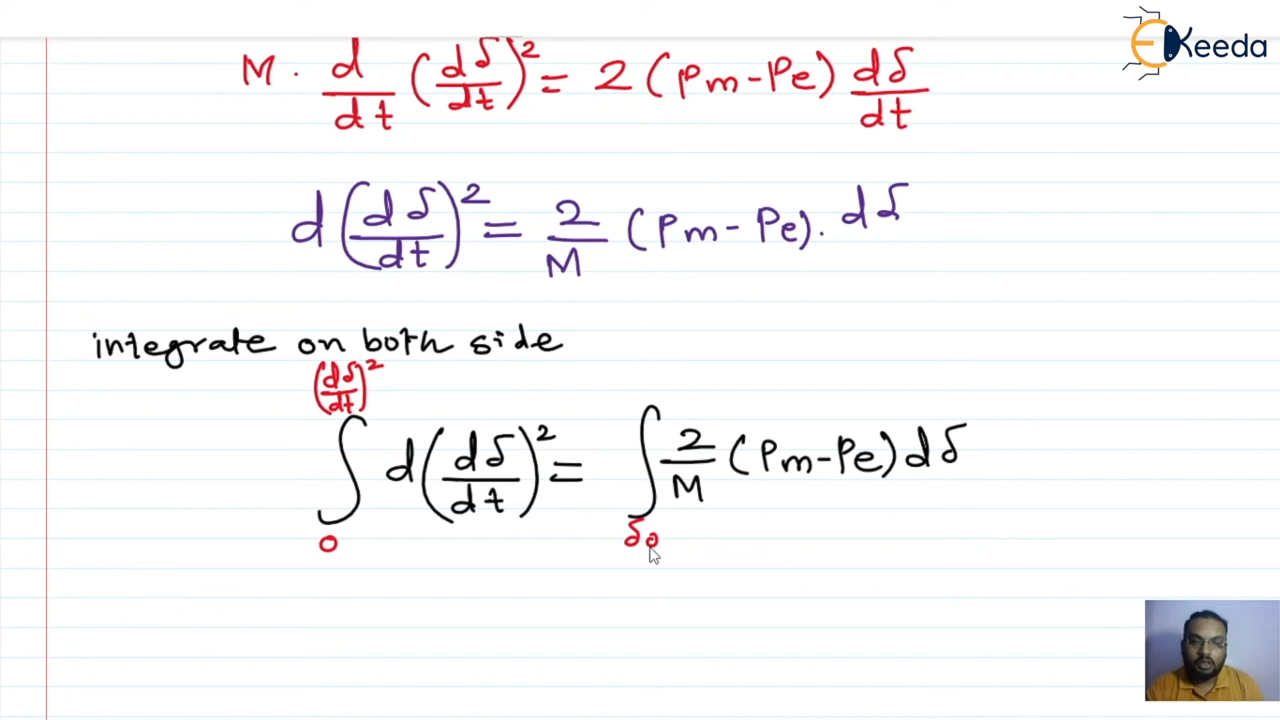 Keeda
M · d/dt (dδ/dt)² = 2 (Pm-Pe) dδ/dt
d(dδ/dt)² = 2/M (Pm-Pe). dδ
integrate on both side
(dδ/dt)²
∫ d(dδ/dt)² = ∫ 2/M (Pm-Pe) dδ
0 δo